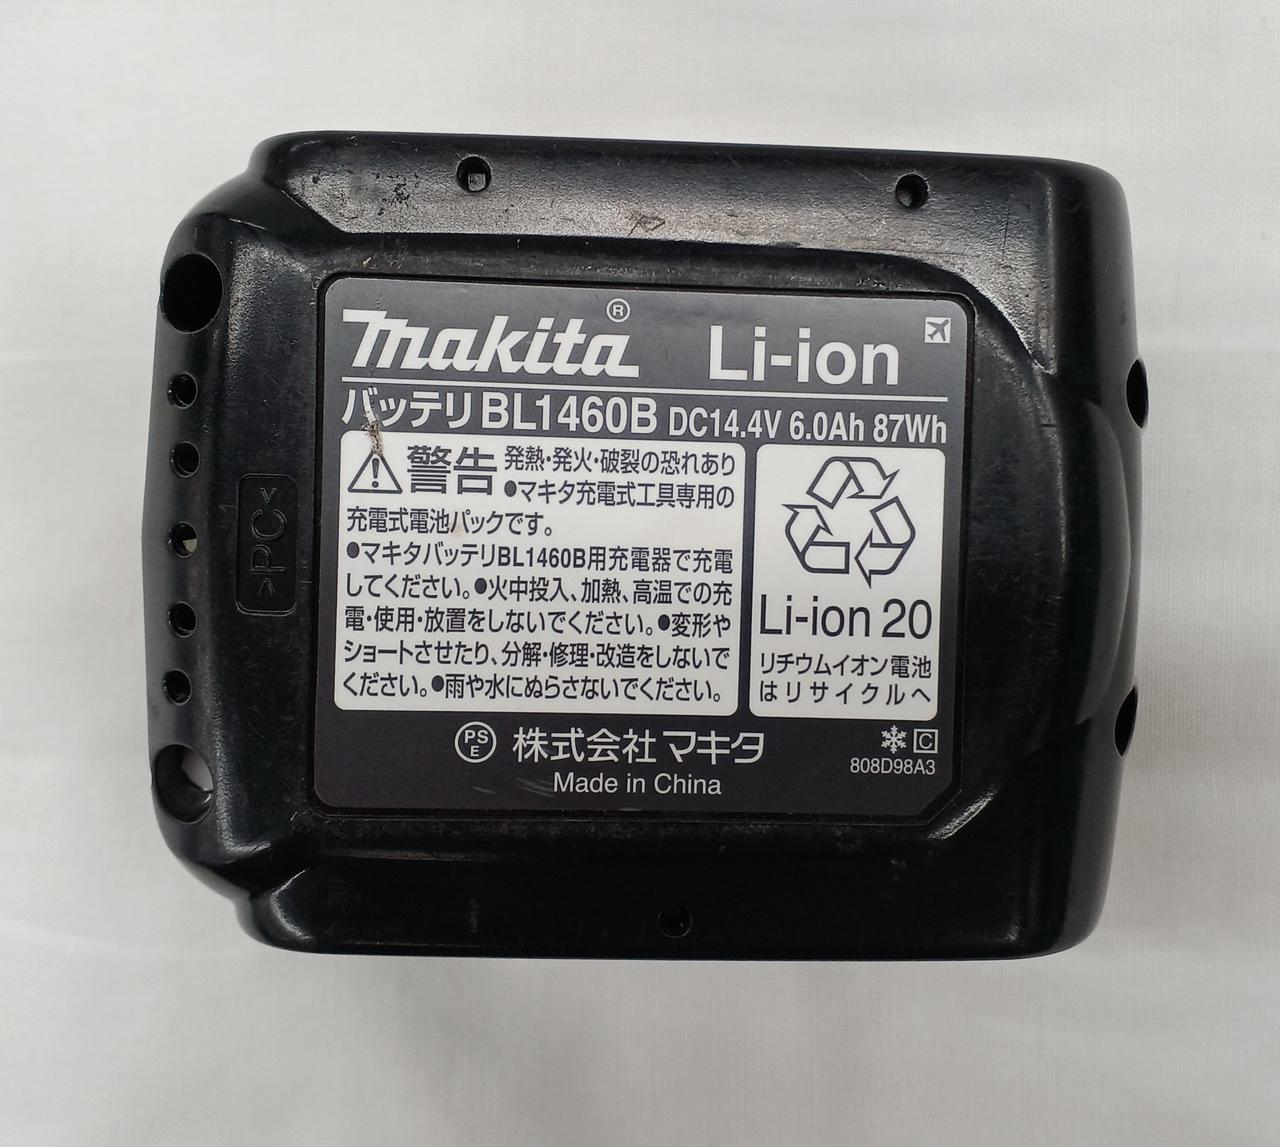 makita® Li-ion
バッテリBL1460B DC14.4V 6.0Ah 87Wh
警告 発熱・発火・破裂の恐れあり
●マキタ充電式工具専用の
充電式電池パックです。
●マキタバッテリBL1460B用充電器で充電
してください。●火中投入、加熱、高温での充
電・使用・放置をしないでください。●変形や
ショートさせたり、分解・修理・改造をしないで
ください。●雨や水にぬらさないでください。
Li-ion 20
リチウムイオン電池
はリサイクルへ
PS
E
株式会社マキタ
Made in China
C
808D98A3
>PC<